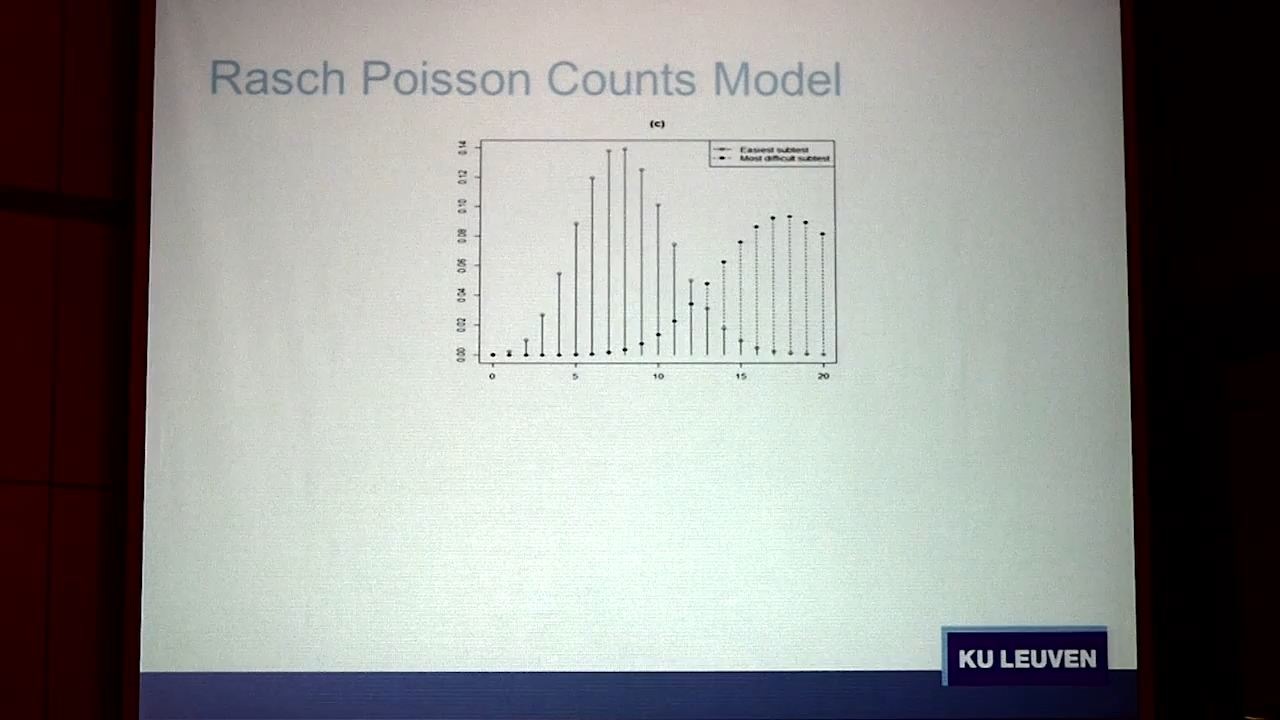 Rasch Poisson Counts Model
(c)
Easiest subtest
Most difficult subtest
0.14
0.12
0.10
0.08
0.06
0.04
0.02
0.00
0 5 10 15 20
KU LEUVEN